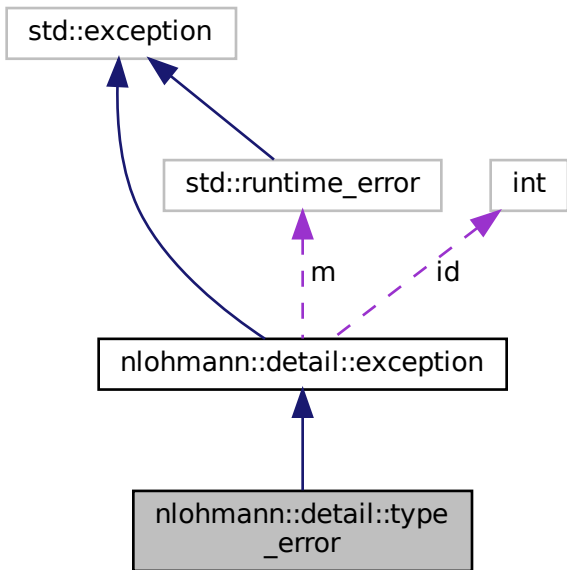 std::exception
std::runtime_error
int
m
id
nlohmann::detail::exception
nlohmann::detail::type
_error